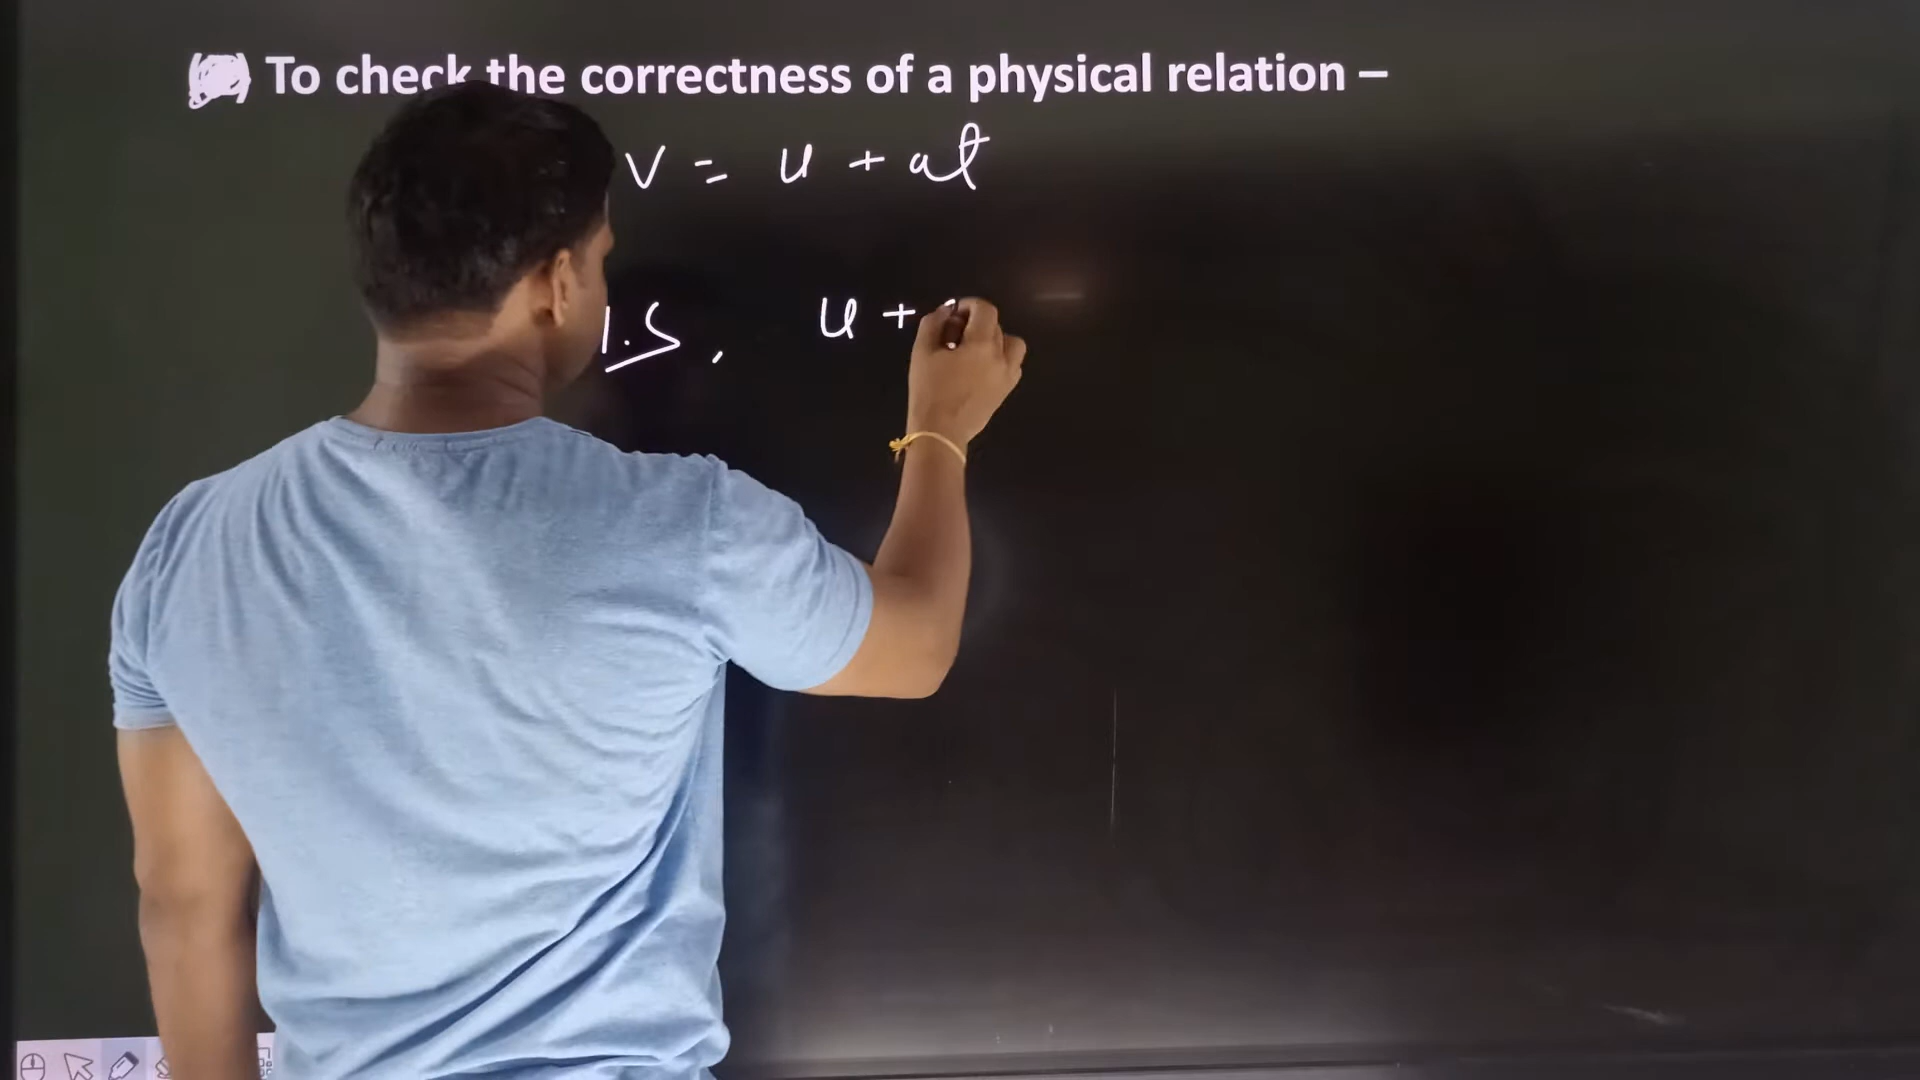 To check the correctness of a physical relation –
v = u + at
.S, u +